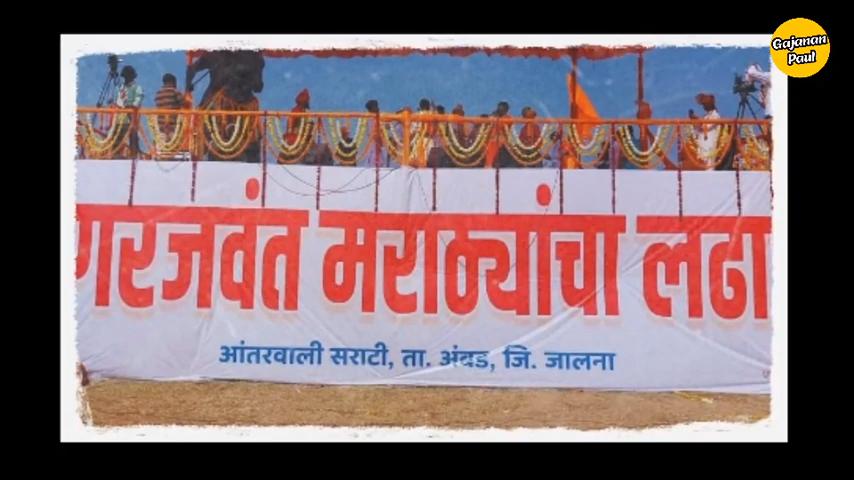 Gajanan
Paul
गरजवंत मराठ्यांचा लढा
आंतरवाली सराटी, ता. अंबड, जि. जालना